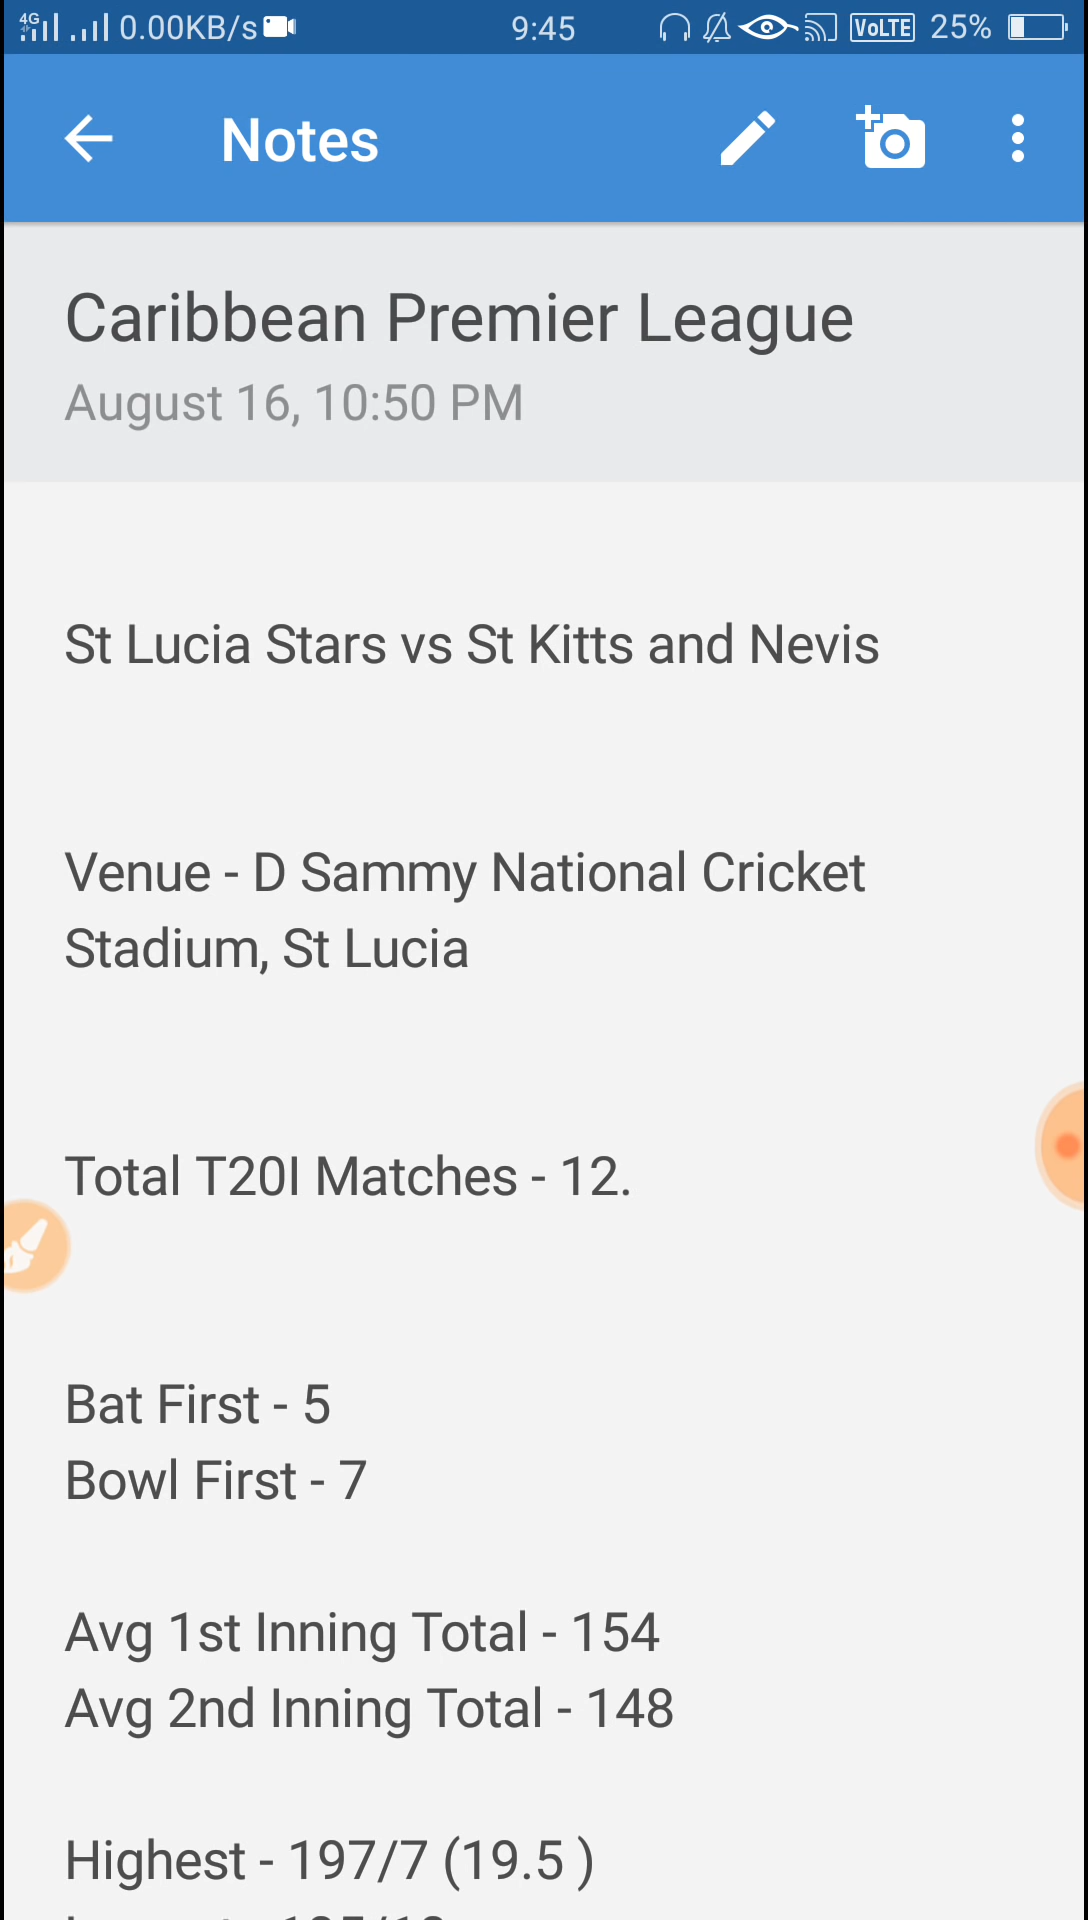 4G 0.00KB/s 9:45 VoLTE 25%
Notes
Caribbean Premier League
August 16, 10:50 PM
St Lucia Stars vs St Kitts and Nevis
Venue - D Sammy National Cricket
Stadium, St Lucia
Total T20I Matches - 12.
Bat First - 5
Bowl First - 7
Avg 1st Inning Total - 154
Avg 2nd Inning Total - 148
Highest - 197/7 (19.5 )